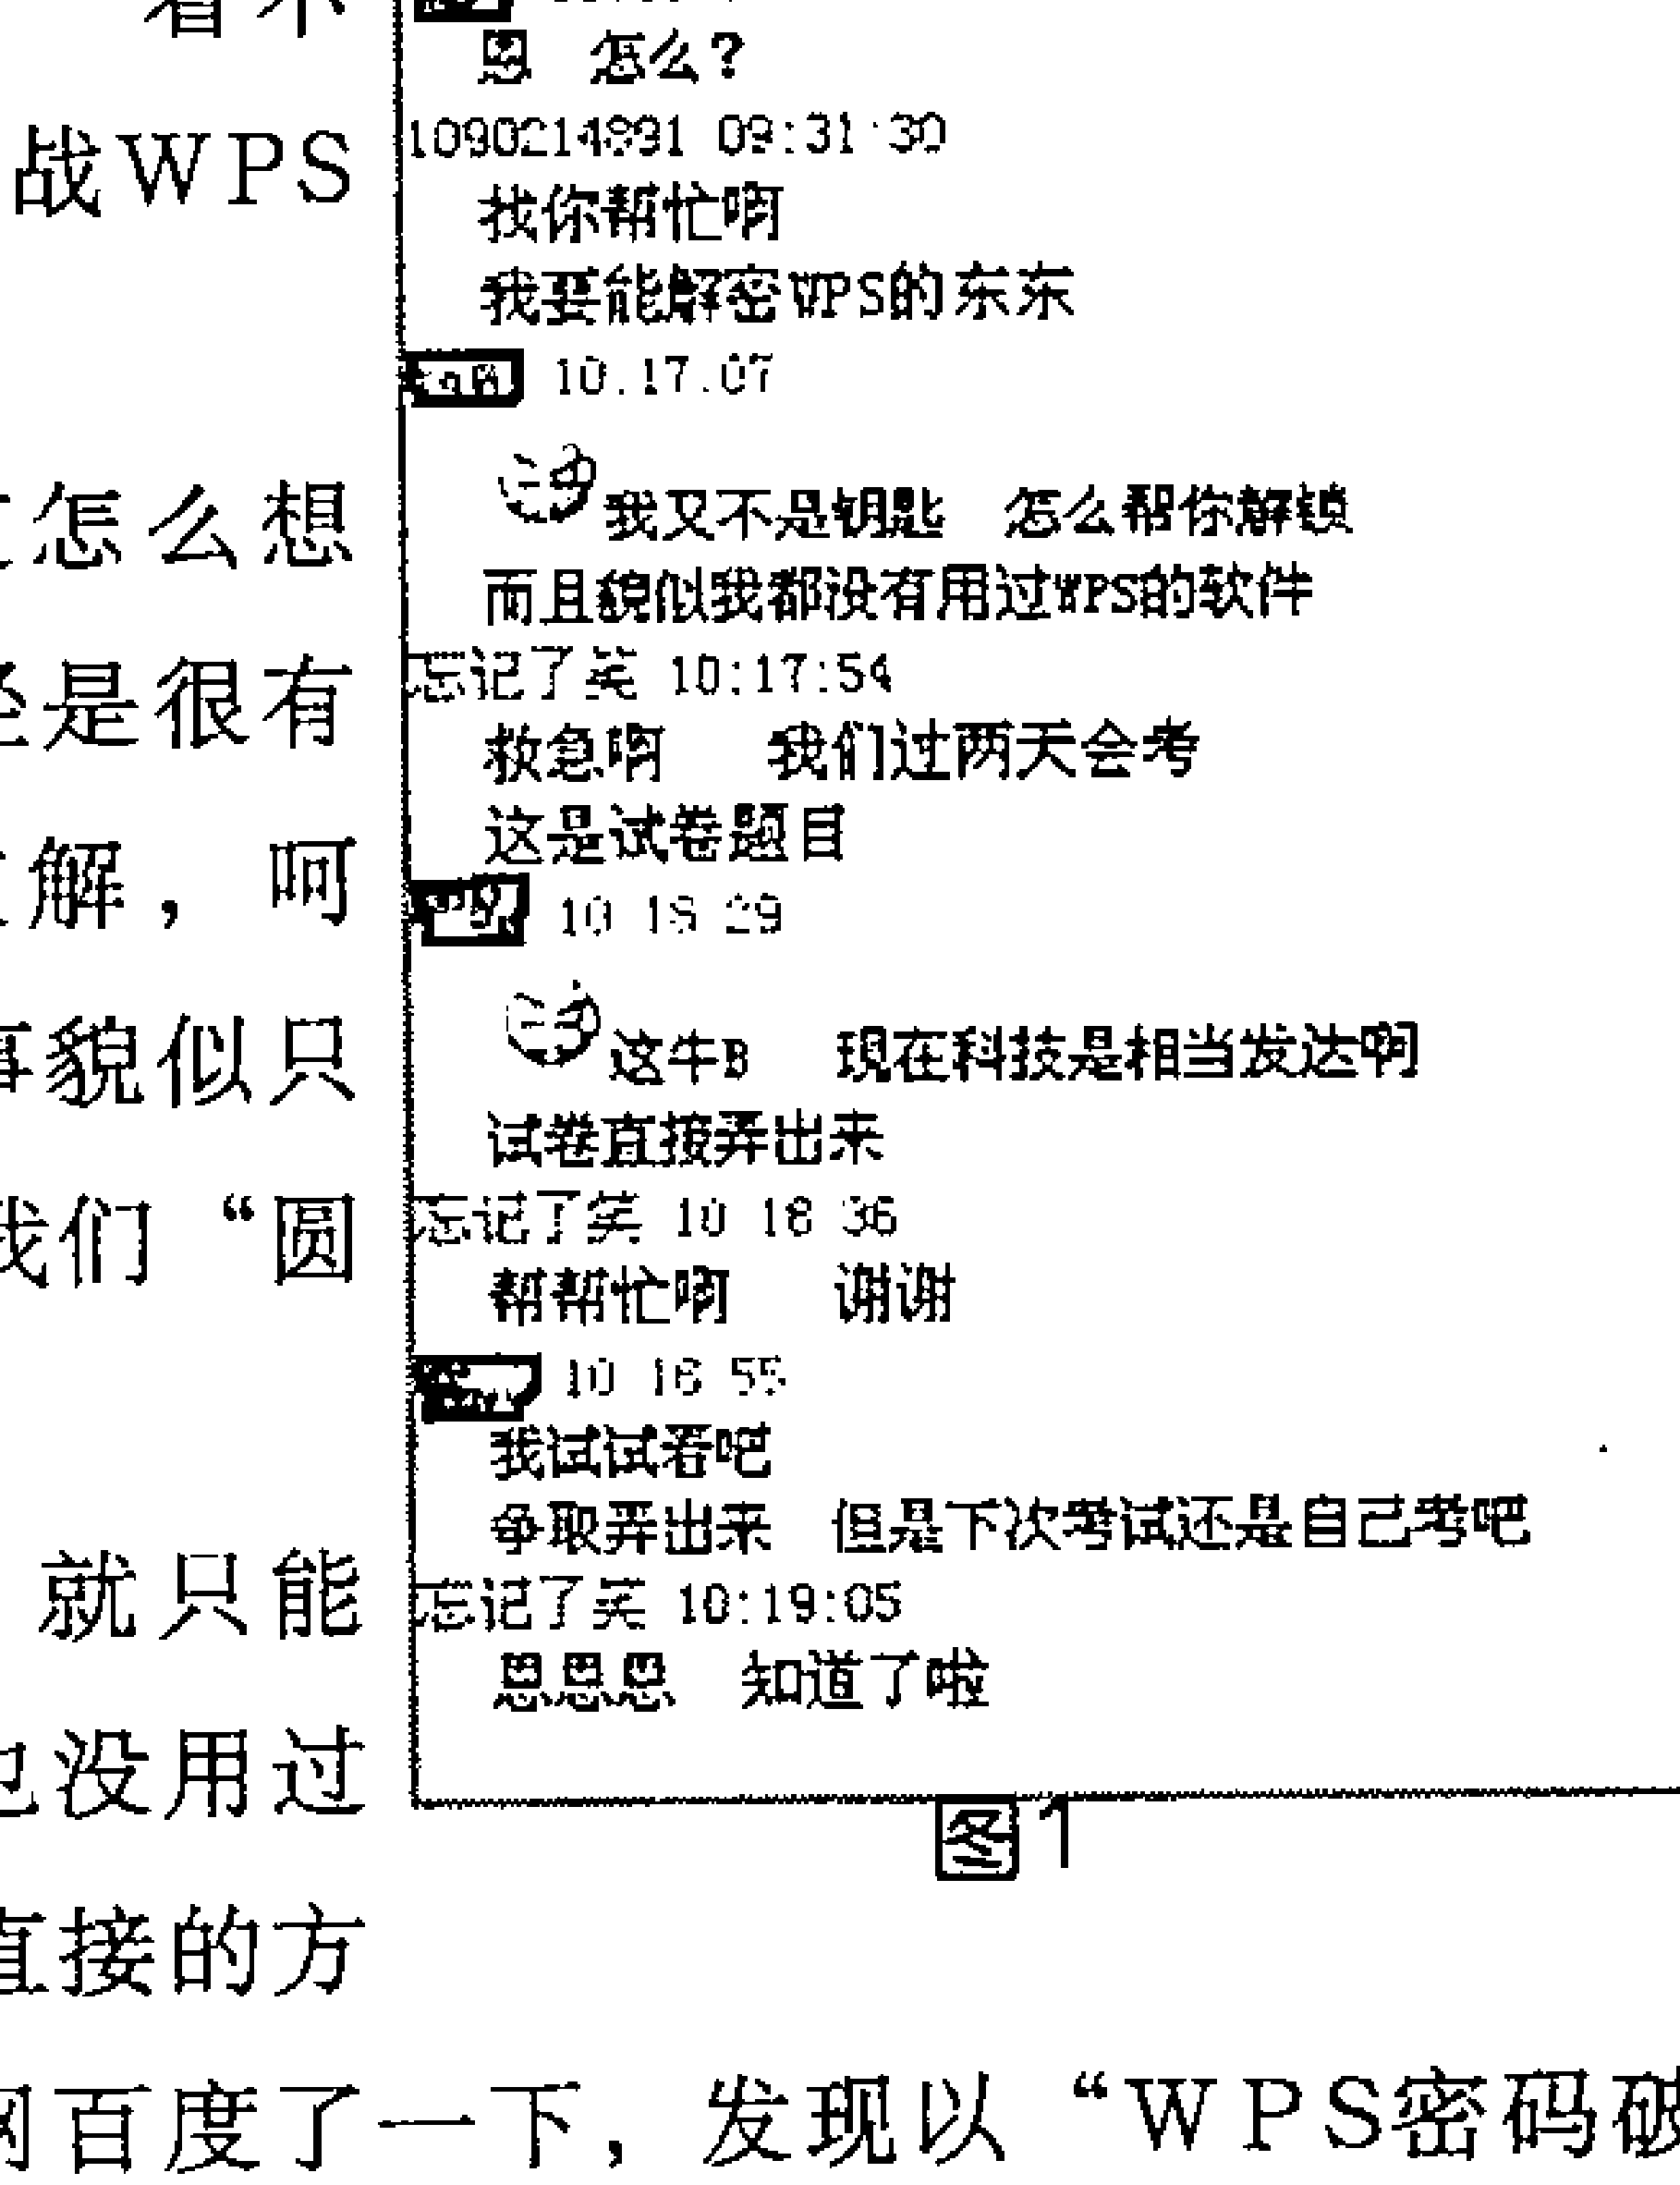 恩 怎么?
1090214891 09:31:30
战WPS
找你帮忙啊
我要能解密WPS的东东
10:17:07
怎么想
我又不是钥匙 怎么帮你解锁
而且貌似我都没有用过WPS的软件
是很有
忘记了笑 10:17:54
救急啊 我们过两天会考
这是试卷题目
解,呵
10 18 29
貌似只
这牛B 现在科技是相当发达啊
试卷直接弄出来
我们“圆
忘记了笑 10 18 36
帮帮忙啊 谢谢
10 18 55
我试试看吧
争取弄出来 但是下次考试还是自己考吧
就只能
忘记了笑 10:19:05
恩恩恩 知道了啦
也没用过
图1
直接的方
网百度了一下,发现以“WPS密码破